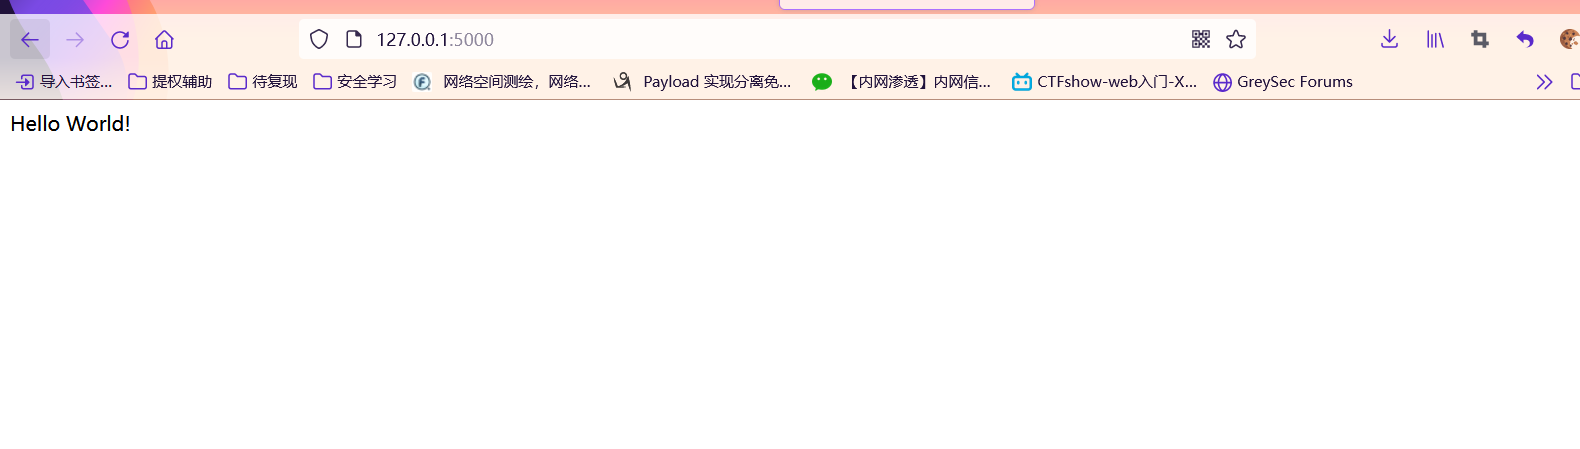 127.0.0.1:5000
导入书签... 提权辅助 待复现 安全学习 网络空间测绘，网络... Payload 实现分离免... 【内网渗透】内网信... CTFshow-web入门-X... GreySec Forums
Hello World!